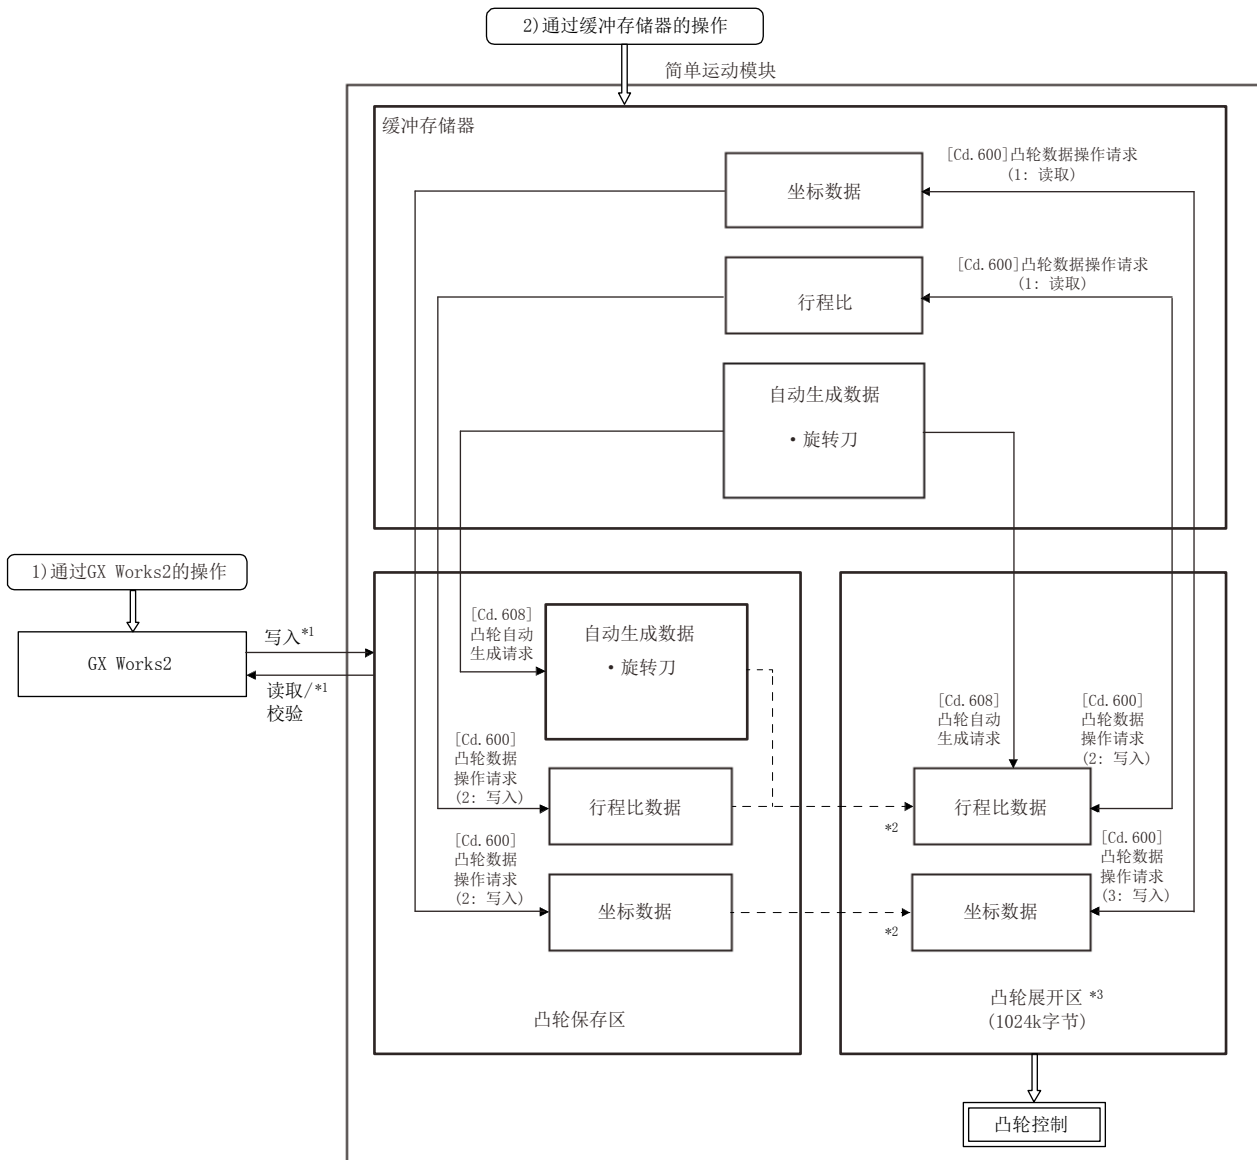 2)通过缓冲存储器的操作
简单运动模块
缓冲存储器
坐标数据
[Cd.600]凸轮数据操作请求
(1: 读取)
行程比
[Cd.600]凸轮数据操作请求
(1: 读取)
自动生成数据
・旋转刀
1)通过GX Works2的操作
GX Works2
写入*1
读取/*1
校验
[Cd.608]
凸轮自动
生成请求
自动生成数据
・旋转刀
[Cd.600]
凸轮数据
操作请求
(2: 写入)
行程比数据
*2
[Cd.600]
凸轮数据
操作请求
(2: 写入)
坐标数据
*2
凸轮保存区
[Cd.608]
凸轮自动
生成请求
[Cd.600]
凸轮数据
操作请求
(2: 写入)
行程比数据
[Cd.600]
凸轮数据
操作请求
(3: 写入)
坐标数据
凸轮展开区 *3
(1024k字节)
凸轮控制